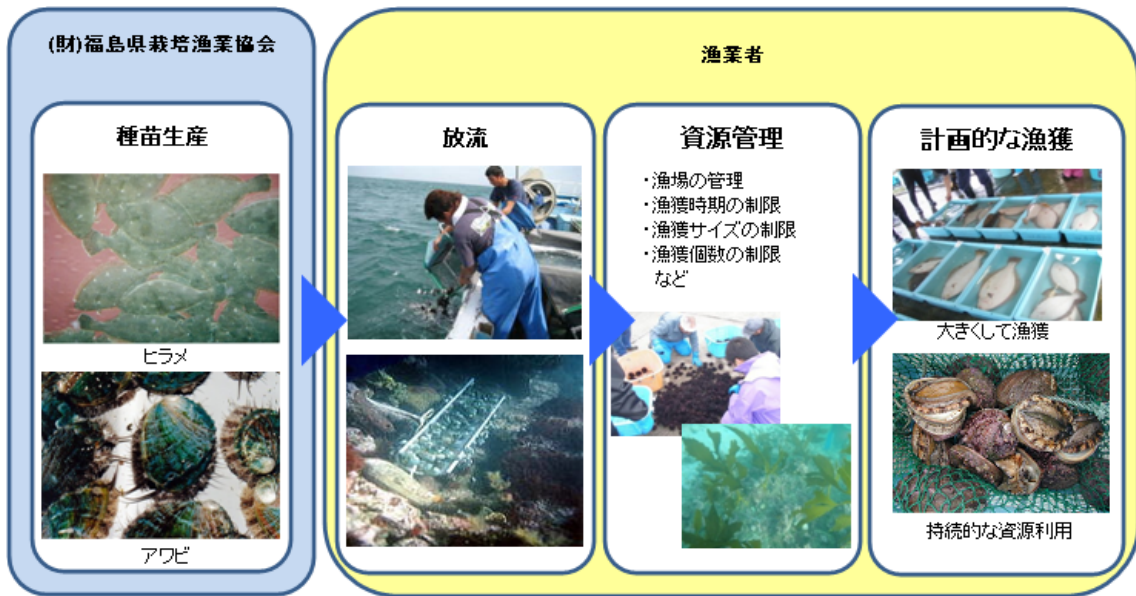 (財)福島県栽培漁業協会
種苗生産
ヒラメ
アワビ
漁業者
放流
資源管理
・漁場の管理
・漁獲時期の制限
・漁獲サイズの制限
・漁獲個数の制限
など
計画的な漁獲
大きくして漁獲
持続的な資源利用